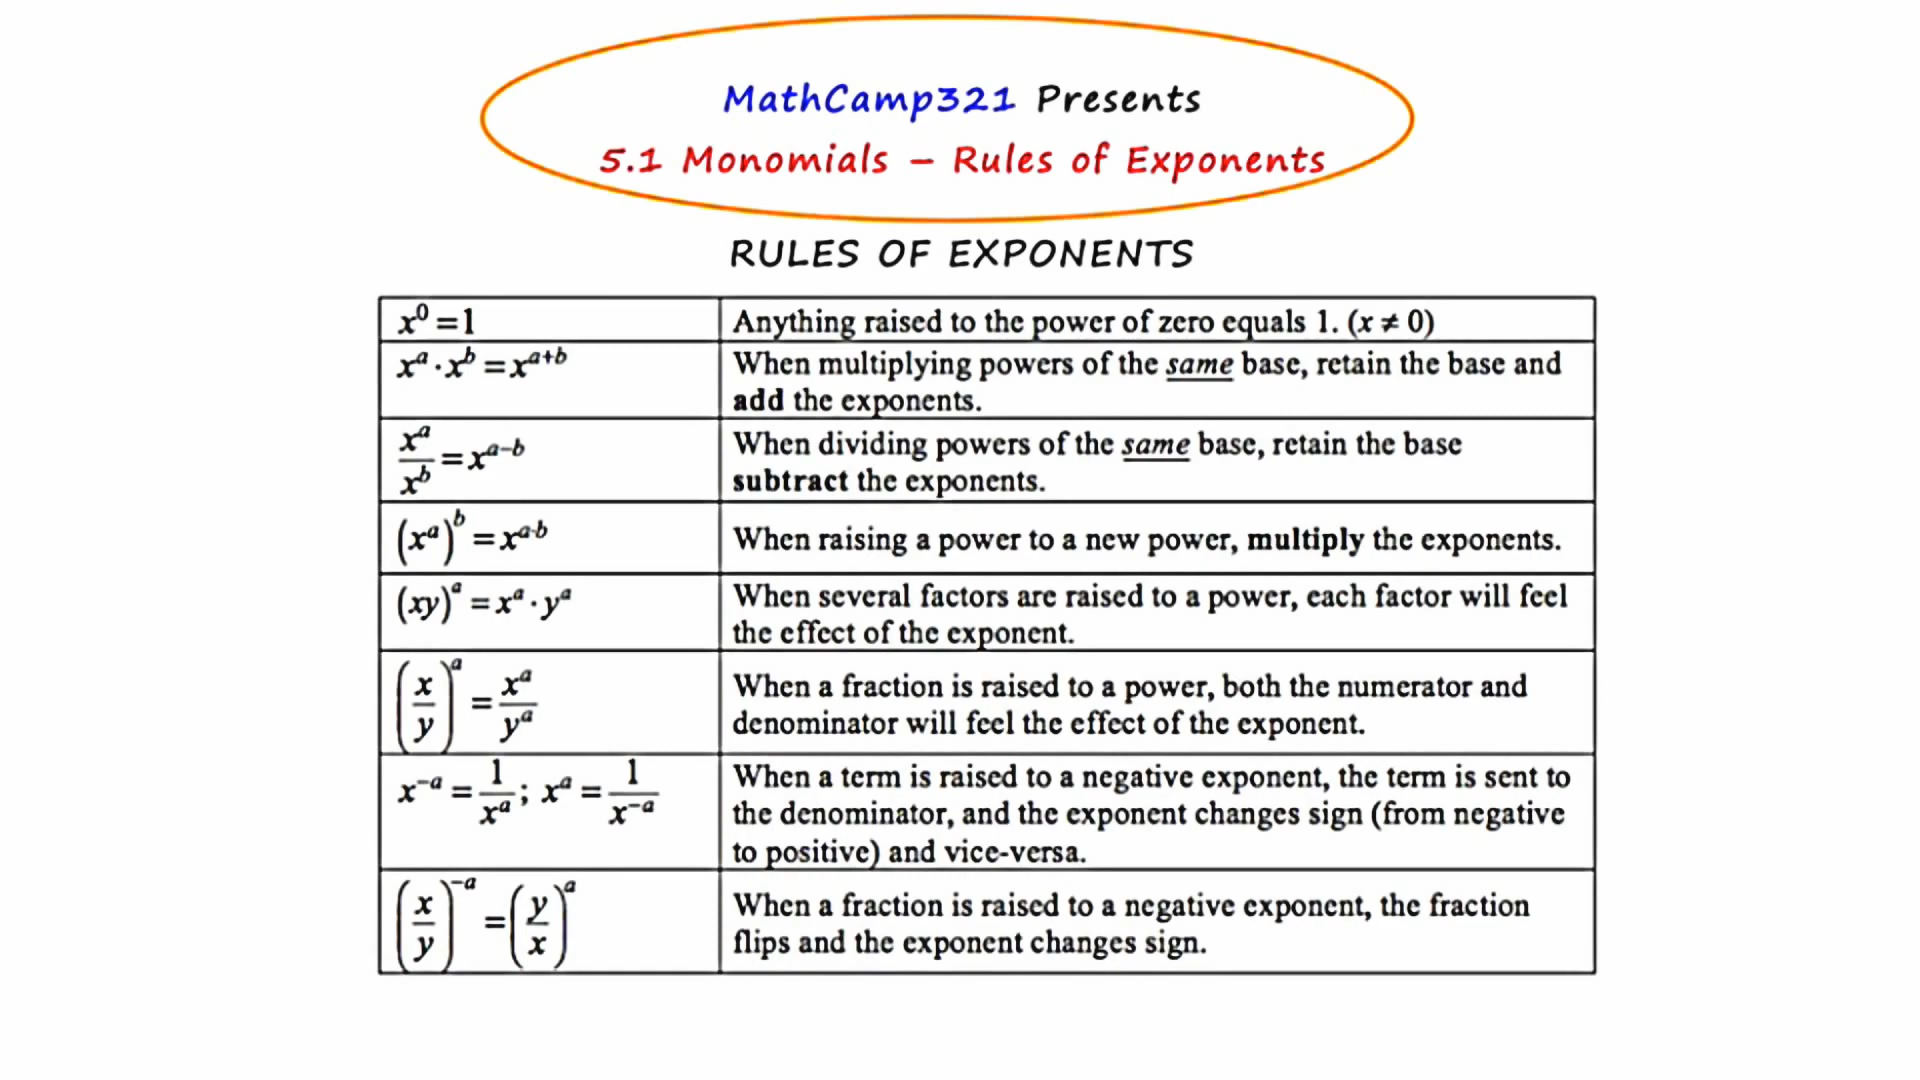 MathCamp321 Presents
5.1 Monomials – Rules of Exponents
RULES OF EXPONENTS
x⁰ = 1
Anything raised to the power of zero equals 1. (x ≠ 0)
xᵃ · xᵇ = xᵃ⁺ᵇ
When multiplying powers of the same base, retain the base and
add the exponents.
xᵃ/xᵇ = xᵃ⁻ᵇ
When dividing powers of the same base, retain the base
subtract the exponents.
(xᵃ)ᵇ = xᵃ·ᵇ
When raising a power to a new power, multiply the exponents.
(xy)ᵃ = xᵃ · yᵃ
When several factors are raised to a power, each factor will feel
the effect of the exponent.
(x/y)ᵃ = xᵃ/yᵃ
When a fraction is raised to a power, both the numerator and
denominator will feel the effect of the exponent.
x⁻ᵃ = 1/xᵃ ; xᵃ = 1/x⁻ᵃ
When a term is raised to a negative exponent, the term is sent to
the denominator, and the exponent changes sign (from negative
to positive) and vice-versa.
(x/y)⁻ᵃ = (y/x)ᵃ
When a fraction is raised to a negative exponent, the fraction
flips and the exponent changes sign.